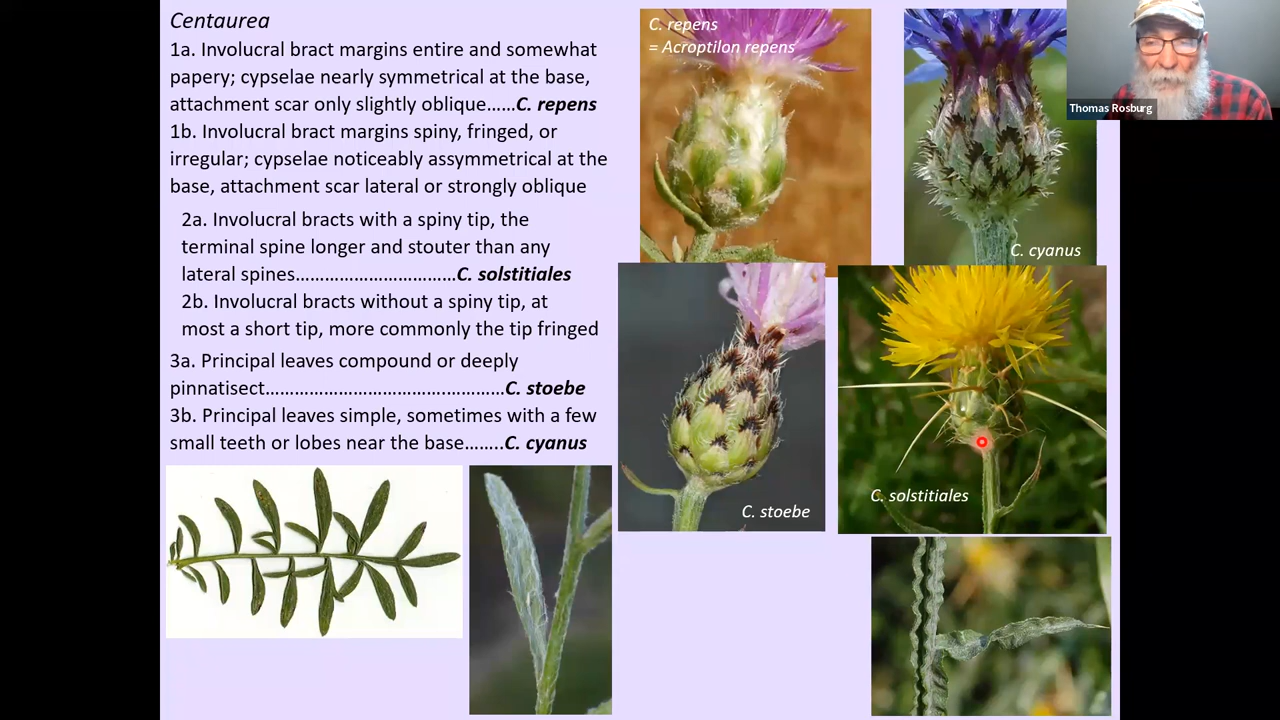 Centaurea
1a. Involucral bract margins entire and somewhat
papery; cypselae nearly symmetrical at the base,
attachment scar only slightly oblique……C. repens
1b. Involucral bract margins spiny, fringed, or
irregular; cypselae noticeably assymmetrical at the
base, attachment scar lateral or strongly oblique
2a. Involucral bracts with a spiny tip, the
terminal spine longer and stouter than any
lateral spines………………………………C. solstitiales
2b. Involucral bracts without a spiny tip, at
most a short tip, more commonly the tip fringed
3a. Principal leaves compound or deeply
pinnatisect……………………………………………C. stoebe
3b. Principal leaves simple, sometimes with a few
small teeth or lobes near the base……..C. cyanus
C. repens
= Acroptilon repens
C. cyanus
C. stoebe
C. solstitiales
Thomas Rosburg